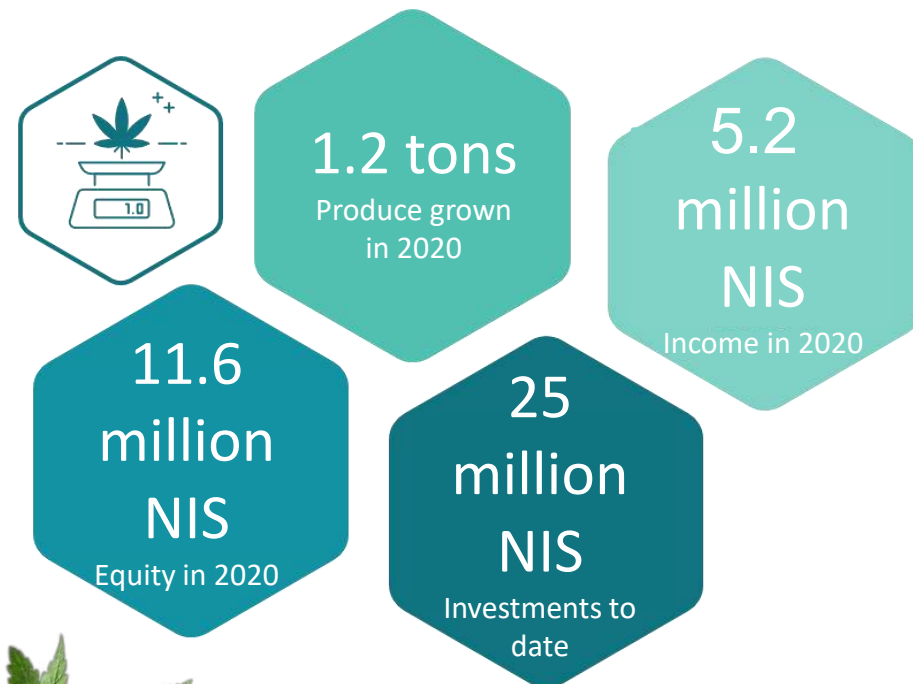 1.0
1.2 tons
Produce grown
in 2020
5.2
million
NIS
Income in 2020
11.6
million
NIS
Equity in 2020
25
million
NIS
Investments to
date